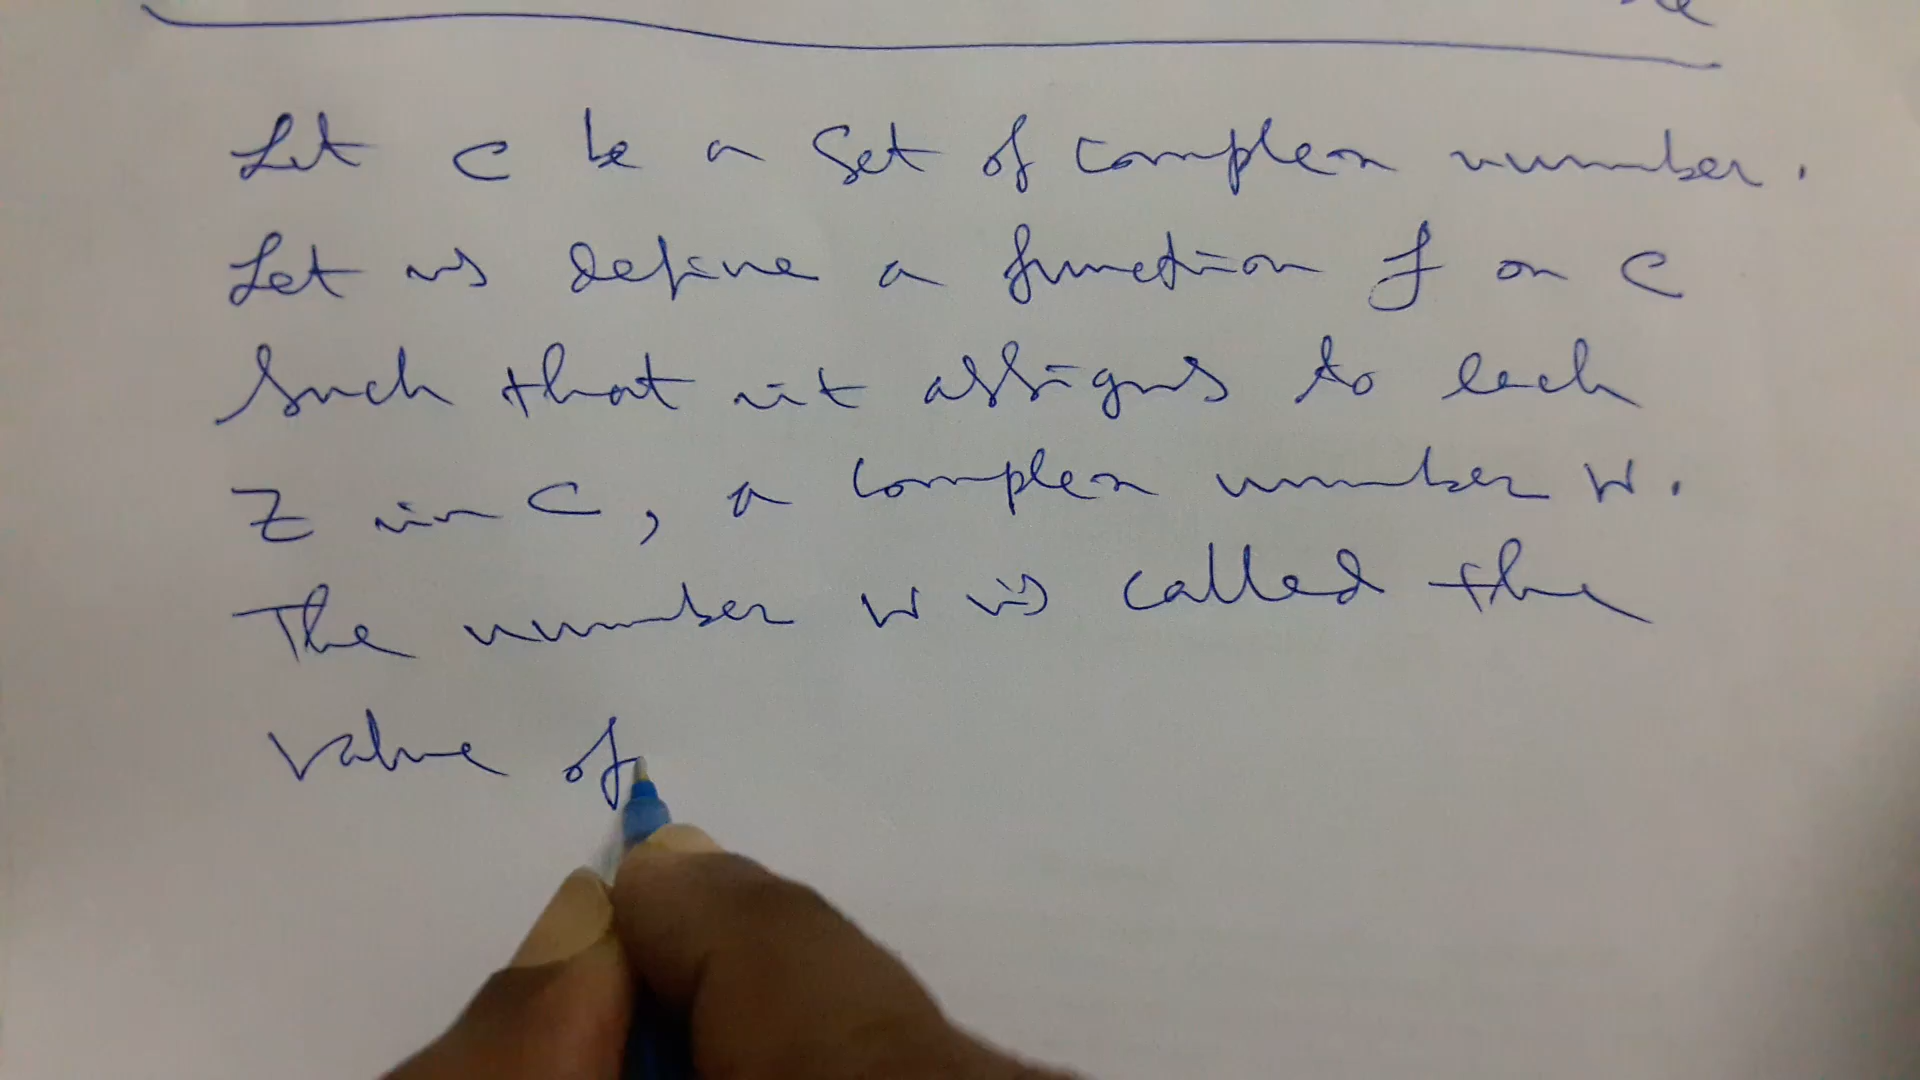 Let C be a set of complex number.
Let us define a function f on C
such that it assigns to each
Z in C, a complex number W.
The number W is called the
value of